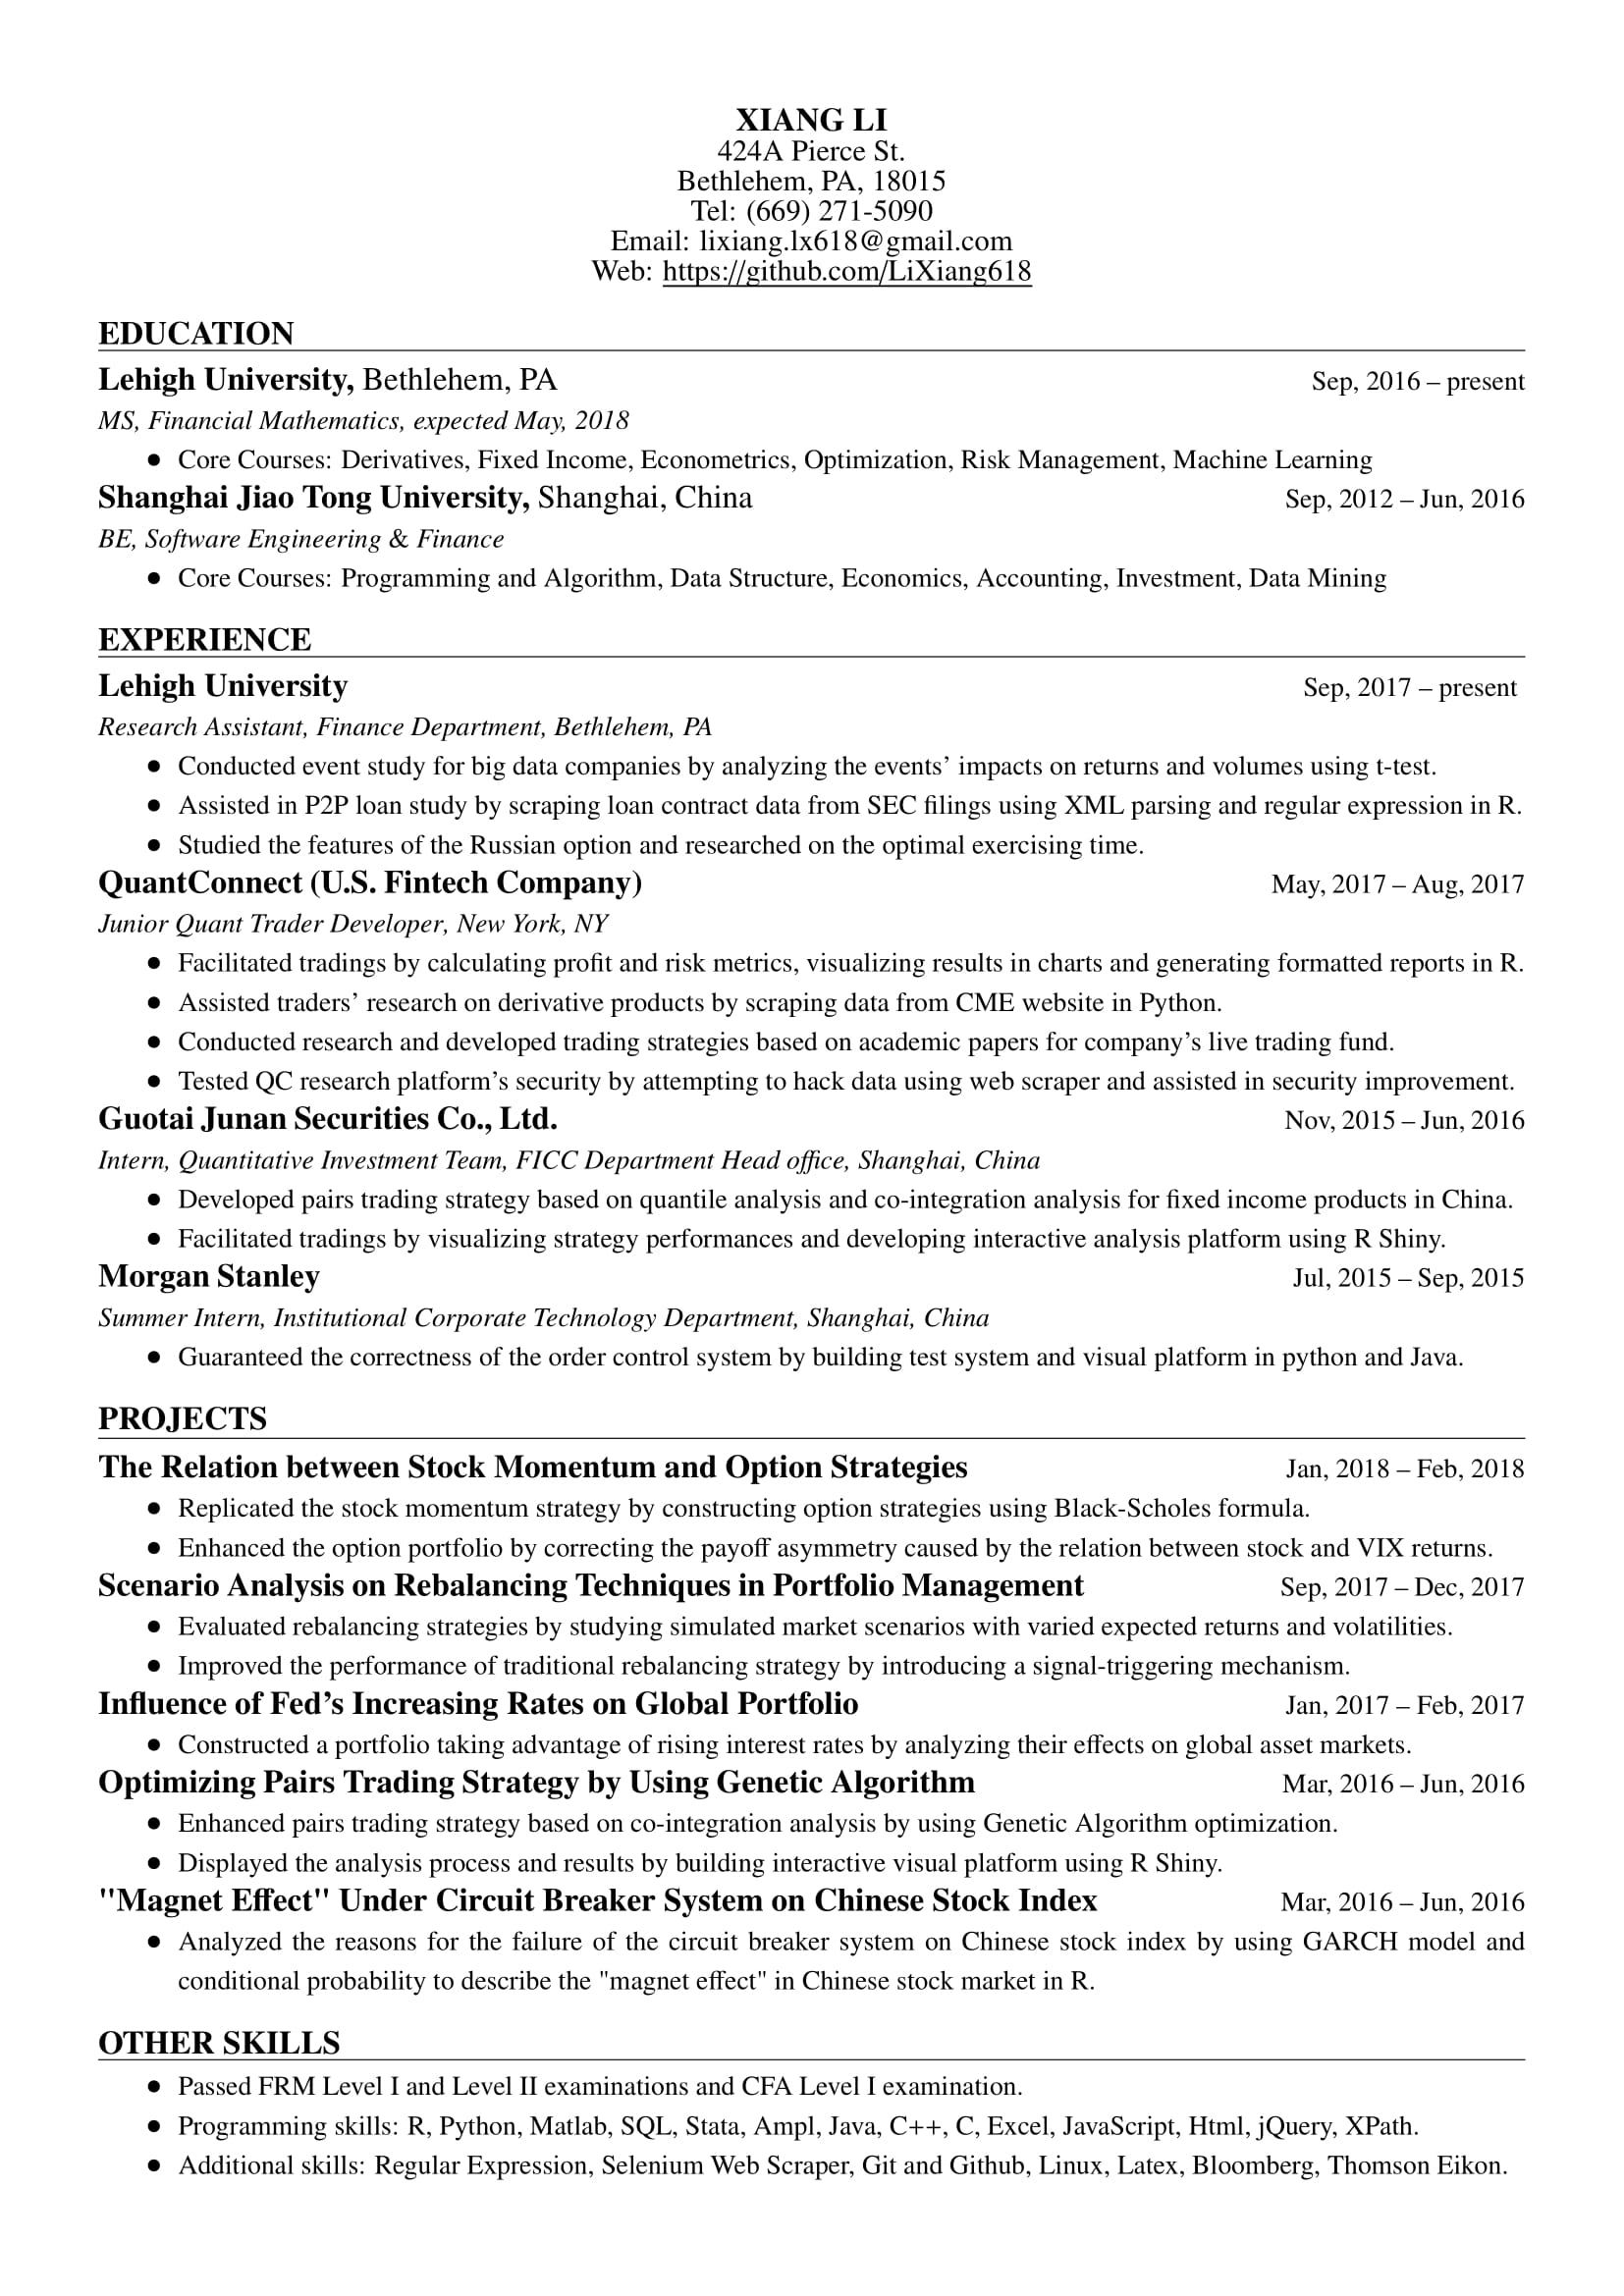 XIANG LI
424A Pierce St.
Bethlehem, PA, 18015
Tel: (669) 271-5090
Email: lixiang.lx618@gmail.com
Web: https://github.com/LiXiang618
EDUCATION
Lehigh University, Bethlehem, PA Sep, 2016 – present
MS, Financial Mathematics, expected May, 2018
● Core Courses: Derivatives, Fixed Income, Econometrics, Optimization, Risk Management, Machine Learning
Shanghai Jiao Tong University, Shanghai, China Sep, 2012 – Jun, 2016
BE, Software Engineering & Finance
● Core Courses: Programming and Algorithm, Data Structure, Economics, Accounting, Investment, Data Mining
EXPERIENCE
Lehigh University Sep, 2017 – present
Research Assistant, Finance Department, Bethlehem, PA
● Conducted event study for big data companies by analyzing the events’ impacts on returns and volumes using t-test.
● Assisted in P2P loan study by scraping loan contract data from SEC filings using XML parsing and regular expression in R.
● Studied the features of the Russian option and researched on the optimal exercising time.
QuantConnect (U.S. Fintech Company) May, 2017 – Aug, 2017
Junior Quant Trader Developer, New York, NY
● Facilitated tradings by calculating profit and risk metrics, visualizing results in charts and generating formatted reports in R.
● Assisted traders’ research on derivative products by scraping data from CME website in Python.
● Conducted research and developed trading strategies based on academic papers for company’s live trading fund.
● Tested QC research platform’s security by attempting to hack data using web scraper and assisted in security improvement.
Guotai Junan Securities Co., Ltd. Nov, 2015 – Jun, 2016
Intern, Quantitative Investment Team, FICC Department Head office, Shanghai, China
● Developed pairs trading strategy based on quantile analysis and co-integration analysis for fixed income products in China.
● Facilitated tradings by visualizing strategy performances and developing interactive analysis platform using R Shiny.
Morgan Stanley Jul, 2015 – Sep, 2015
Summer Intern, Institutional Corporate Technology Department, Shanghai, China
● Guaranteed the correctness of the order control system by building test system and visual platform in python and Java.
PROJECTS
The Relation between Stock Momentum and Option Strategies Jan, 2018 – Feb, 2018
● Replicated the stock momentum strategy by constructing option strategies using Black-Scholes formula.
● Enhanced the option portfolio by correcting the payoff asymmetry caused by the relation between stock and VIX returns.
Scenario Analysis on Rebalancing Techniques in Portfolio Management Sep, 2017 – Dec, 2017
● Evaluated rebalancing strategies by studying simulated market scenarios with varied expected returns and volatilities.
● Improved the performance of traditional rebalancing strategy by introducing a signal-triggering mechanism.
Influence of Fed’s Increasing Rates on Global Portfolio Jan, 2017 – Feb, 2017
● Constructed a portfolio taking advantage of rising interest rates by analyzing their effects on global asset markets.
Optimizing Pairs Trading Strategy by Using Genetic Algorithm Mar, 2016 – Jun, 2016
● Enhanced pairs trading strategy based on co-integration analysis by using Genetic Algorithm optimization.
● Displayed the analysis process and results by building interactive visual platform using R Shiny.
"Magnet Effect" Under Circuit Breaker System on Chinese Stock Index Mar, 2016 – Jun, 2016
● Analyzed the reasons for the failure of the circuit breaker system on Chinese stock index by using GARCH model and
conditional probability to describe the "magnet effect" in Chinese stock market in R.
OTHER SKILLS
● Passed FRM Level I and Level II examinations and CFA Level I examination.
● Programming skills: R, Python, Matlab, SQL, Stata, Ampl, Java, C++, C, Excel, JavaScript, Html, jQuery, XPath.
● Additional skills: Regular Expression, Selenium Web Scraper, Git and Github, Linux, Latex, Bloomberg, Thomson Eikon.